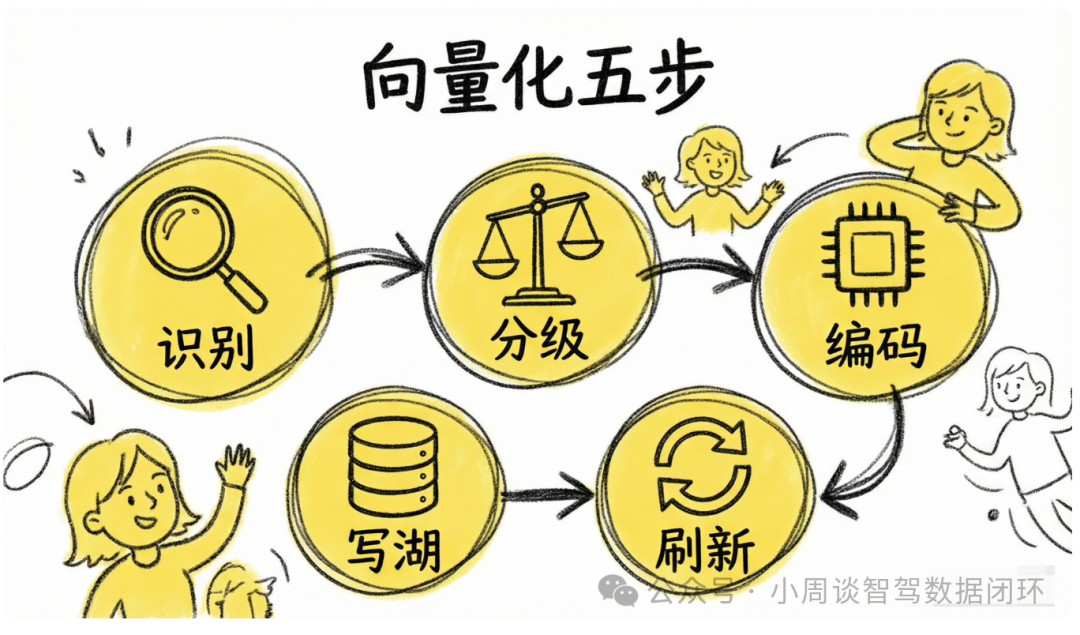 向量化五步
识别
分级
编码
写湖
刷新
公众号 · 小周谈智驾数据闭环